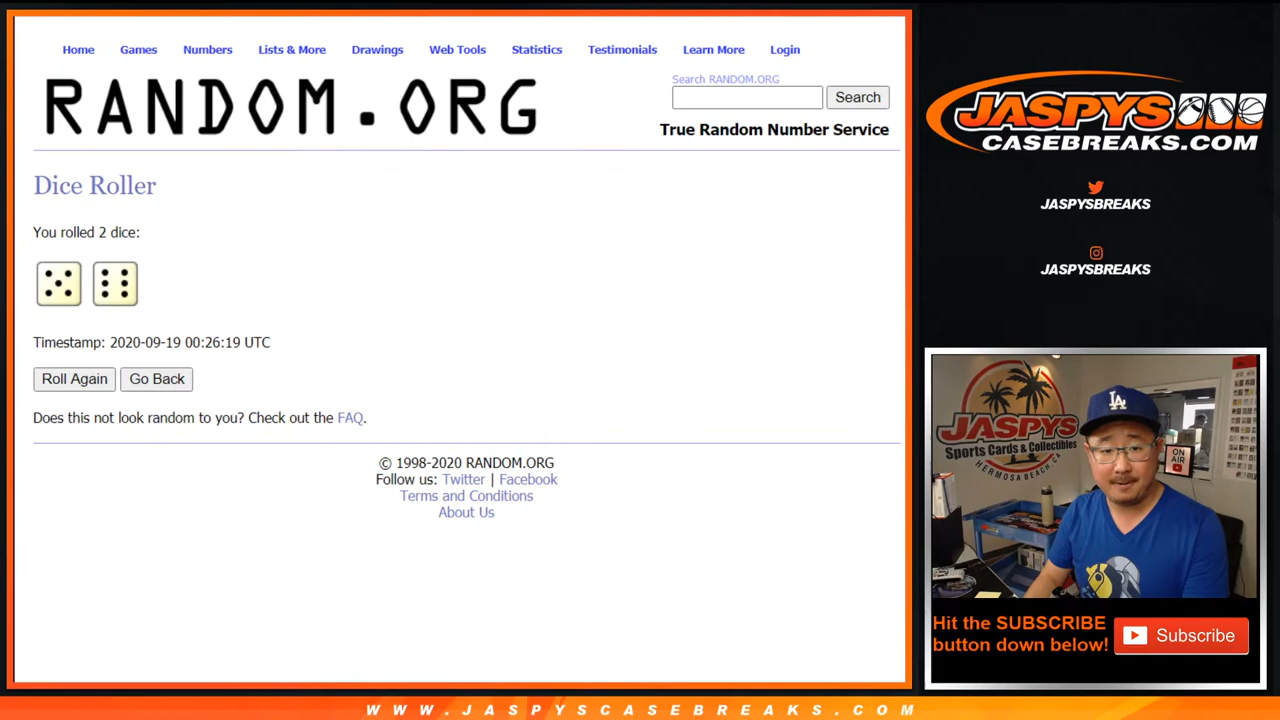 Home Games Numbers Lists & More Drawings Web Tools Statistics Testimonials Learn More Login
RANDOM.ORG
Search RANDOM.ORG
Search
True Random Number Service
Dice Roller
You rolled 2 dice:
Timestamp: 2020-09-19 00:26:19 UTC
Roll Again Go Back
Does this not look random to you? Check out the FAQ.
© 1998-2020 RANDOM.ORG
Follow us: Twitter | Facebook
Terms and Conditions
About Us
JASPYS
CASEBREAKS.COM
JASPYSBREAKS
JASPYSBREAKS
JASPYS
Sports Cards & Collectibles
HERMOSA BEACH, CA
LA
ON
AIR
Hit the SUBSCRIBE
button down below!
Subscribe
WWW.JASPYSCASEBREAKS.COM